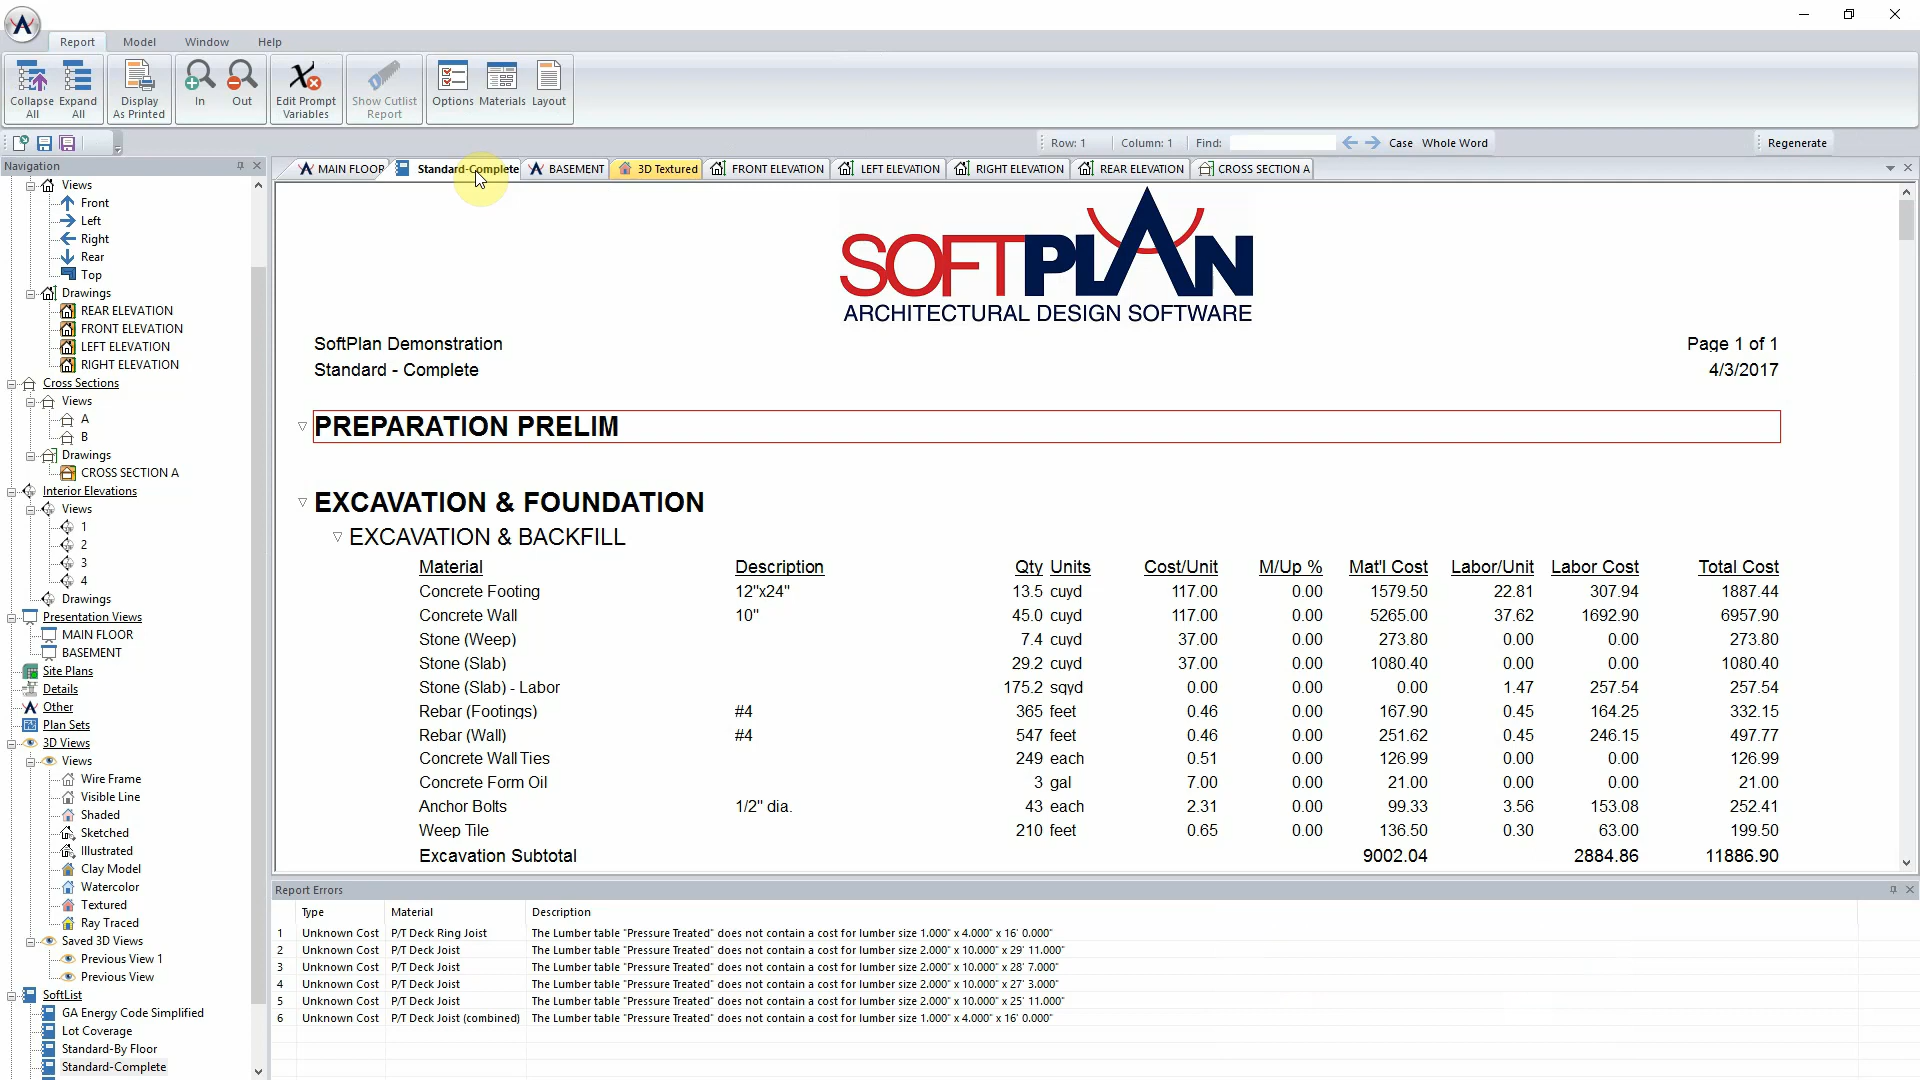 Report Model Window Help
Collapse All Expand All Display As Printed In Out Edit Prompt Variables Show Cutlist Report Options Materials Layout
Row: 1 Column: 1 Find: Case Whole Word Regenerate
Navigation
MAIN FLOOR Standard-Complete BASEMENT 3D Textured FRONT ELEVATION LEFT ELEVATION RIGHT ELEVATION REAR ELEVATION CROSS SECTION A
Views
Front
Left
Right
Rear
Top
Drawings
REAR ELEVATION
FRONT ELEVATION
LEFT ELEVATION
RIGHT ELEVATION
Cross Sections
Views
A
B
Drawings
CROSS SECTION A
Interior Elevations
Views
1
2
3
4
Drawings
Presentation Views
MAIN FLOOR
BASEMENT
Site Plans
Details
Other
Plan Sets
3D Views
Views
Wire Frame
Visible Line
Shaded
Sketched
Illustrated
Clay Model
Watercolor
Textured
Ray Traced
Saved 3D Views
Previous View 1
Previous View
SoftList
GA Energy Code Simplified
Lot Coverage
Standard-By Floor
Standard-Complete
SOFTPLAN
ARCHITECTURAL DESIGN SOFTWARE
SoftPlan Demonstration Page 1 of 1
Standard - Complete 4/3/2017
PREPARATION PRELIM
EXCAVATION & FOUNDATION
EXCAVATION & BACKFILL
Material Description Qty Units Cost/Unit M/Up % Mat'l Cost Labor/Unit Labor Cost Total Cost
Concrete Footing 12"x24" 13.5 cuyd 117.00 0.00 1579.50 22.81 307.94 1887.44
Concrete Wall 10" 45.0 cuyd 117.00 0.00 5265.00 37.62 1692.90 6957.90
Stone (Weep) 7.4 cuyd 37.00 0.00 273.80 0.00 0.00 273.80
Stone (Slab) 29.2 cuyd 37.00 0.00 1080.40 0.00 0.00 1080.40
Stone (Slab) - Labor 175.2 sqyd 0.00 0.00 0.00 1.47 257.54 257.54
Rebar (Footings) #4 365 feet 0.46 0.00 167.90 0.45 164.25 332.15
Rebar (Wall) #4 547 feet 0.46 0.00 251.62 0.45 246.15 497.77
Concrete Wall Ties 249 each 0.51 0.00 126.99 0.00 0.00 126.99
Concrete Form Oil 3 gal 7.00 0.00 21.00 0.00 0.00 21.00
Anchor Bolts 1/2" dia. 43 each 2.31 0.00 99.33 3.56 153.08 252.41
Weep Tile 210 feet 0.65 0.00 136.50 0.30 63.00 199.50
Excavation Subtotal 9002.04 2884.86 11886.90
Report Errors
Type Material Description
1 Unknown Cost P/T Deck Ring Joist The Lumber table "Pressure Treated" does not contain a cost for lumber size 1.000" x 4.000" x 16' 0.000"
2 Unknown Cost P/T Deck Joist The Lumber table "Pressure Treated" does not contain a cost for lumber size 2.000" x 10.000" x 29' 11.000"
3 Unknown Cost P/T Deck Joist The Lumber table "Pressure Treated" does not contain a cost for lumber size 2.000" x 10.000" x 28' 7.000"
4 Unknown Cost P/T Deck Joist The Lumber table "Pressure Treated" does not contain a cost for lumber size 2.000" x 10.000" x 27' 3.000"
5 Unknown Cost P/T Deck Joist The Lumber table "Pressure Treated" does not contain a cost for lumber size 2.000" x 10.000" x 25' 11.000"
6 Unknown Cost P/T Deck Joist (combined) The Lumber table "Pressure Treated" does not contain a cost for lumber size 1.000" x 4.000" x 16' 0.000"